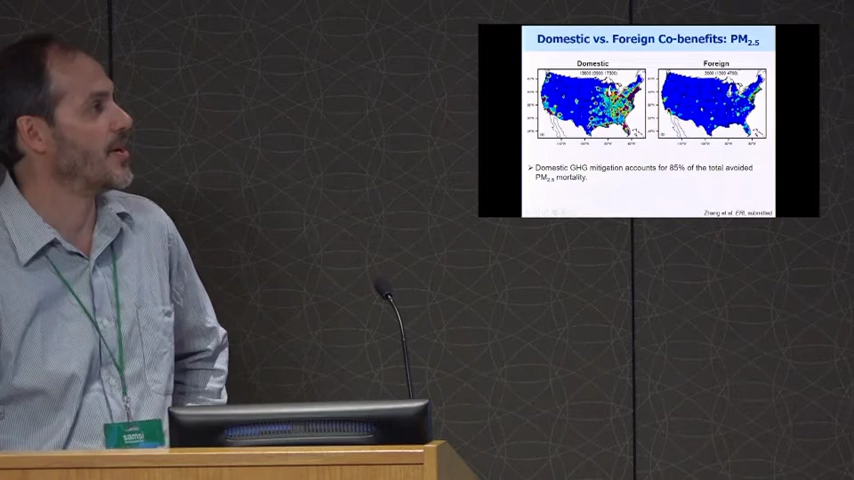 Domestic vs. Foreign Co-benefits: PM2.5
Domestic
Foreign
➢ Domestic GHG mitigation accounts for 85% of the total avoided
PM2.5 mortality.
Zhang et al. ERL, submitted
samsi